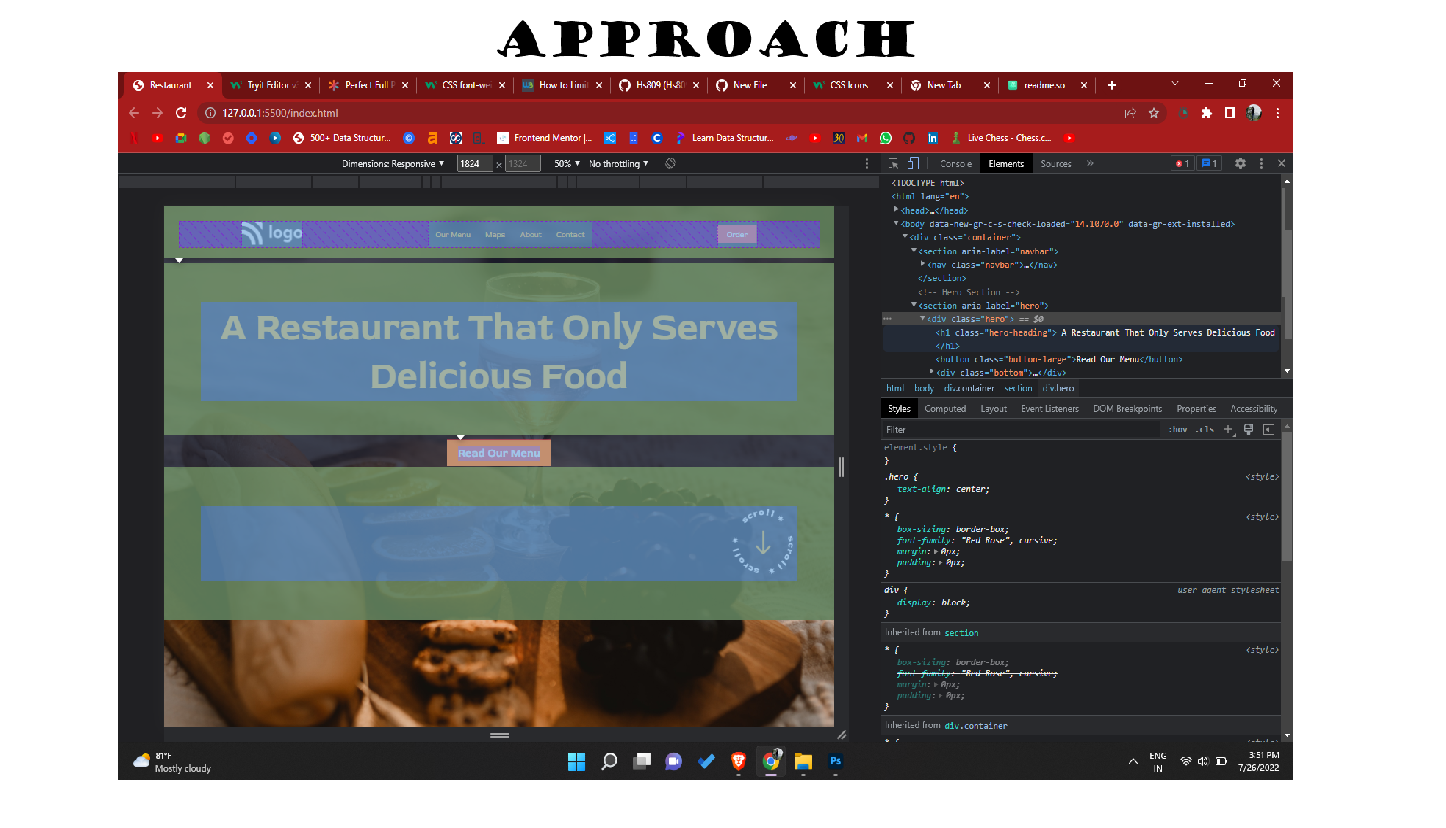 APPROACH
Restaurant
Tryit Editor v
Perfect Full P
CSS font-wei
How to Limit
Hs809 (Hs80
New File
CSS Icons
New Tab
readme.so
127.0.0.1:5500/index.html
500+ Data Structur...
Frontend Mentor |...
Learn Data Structur...
Live Chess - Chess.c...
Dimensions: Responsive ▼ 1824 × 1324 50% ▼ No throttling ▼
Console Elements Sources » 1 1
<!DOCTYPE html>
<html lang="en">
<head>…</head>
<body data-new-gr-c-s-check-loaded="14.1070.0" data-gr-ext-installed>
<div class="container">
<section aria-label="navbar">
<nav class="navbar">…</nav>
</section>
<!-- Hero Section -->
<section aria-label="hero">
<div class="hero"> == $0
<h1 class="hero-heading"> A Restaurant That Only Serves Delicious Food
</h1>
<button class="button-large">Read Our Menu</button>
<div class="bottom">…</div>
html body div.container section div.hero
Styles Computed Layout Event Listeners DOM Breakpoints Properties Accessibility
Filter :hov .cls
element.style {
}
.hero { <style>
text-align: center;
}
* { <style>
box-sizing: border-box;
font-family: "Red Rose", cursive;
margin: 0px;
padding: 0px;
}
div { user agent stylesheet
display: block;
}
Inherited from section
* { <style>
box-sizing: border-box;
font-family: "Red Rose", cursive;
margin: 0px;
padding: 0px;
}
Inherited from div.container
* { <style>
logo
Our Menu Maps About Contact
Order
A Restaurant That Only Serves
Delicious Food
Read Our Menu
scroll * scroll * scroll *
81°F
Mostly cloudy
Ps
ENG
IN
3:51 PM
7/26/2022